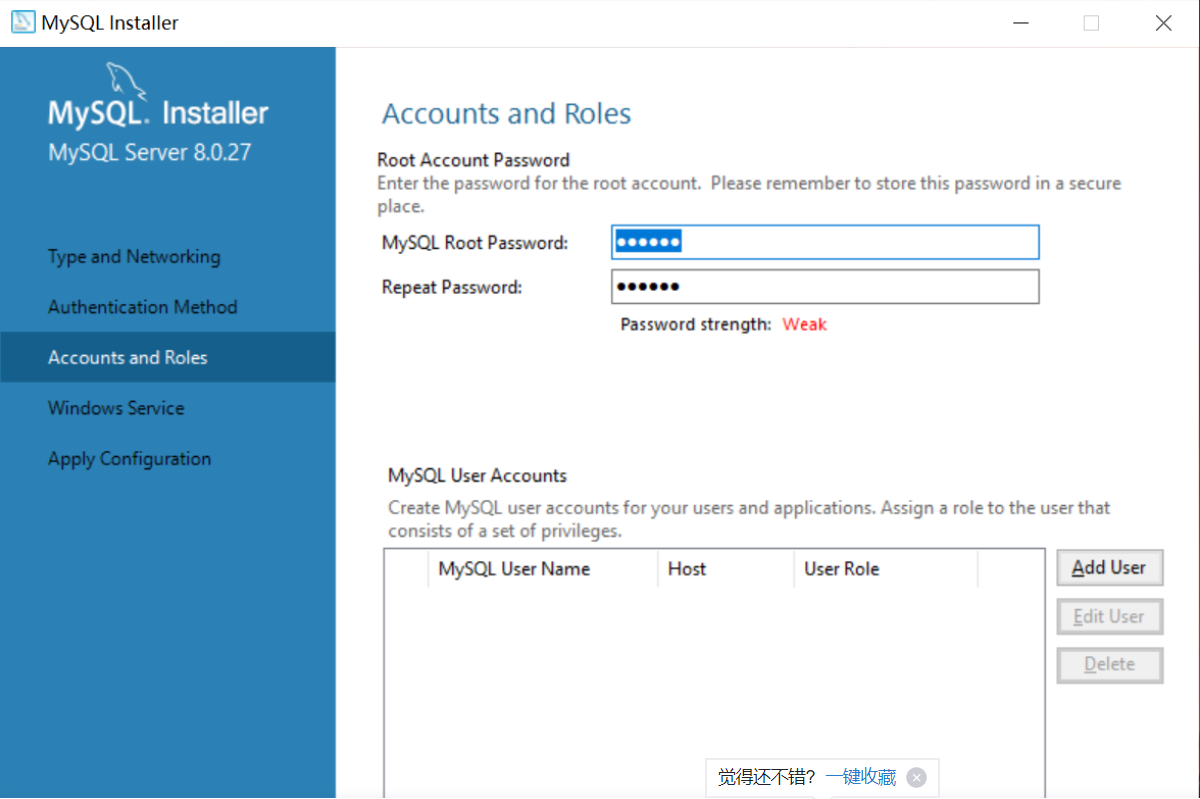 MySQL Installer
MySQL. Installer
MySQL Server 8.0.27
Type and Networking
Authentication Method
Accounts and Roles
Windows Service
Apply Configuration
Accounts and Roles
Root Account Password
Enter the password for the root account. Please remember to store this password in a secure
place.
MySQL Root Password: ●●●●●●
Repeat Password: ●●●●●●
Password strength: Weak
MySQL User Accounts
Create MySQL user accounts for your users and applications. Assign a role to the user that
consists of a set of privileges.
MySQL User Name Host User Role
Add User
Edit User
Delete
觉得还不错? 一键收藏